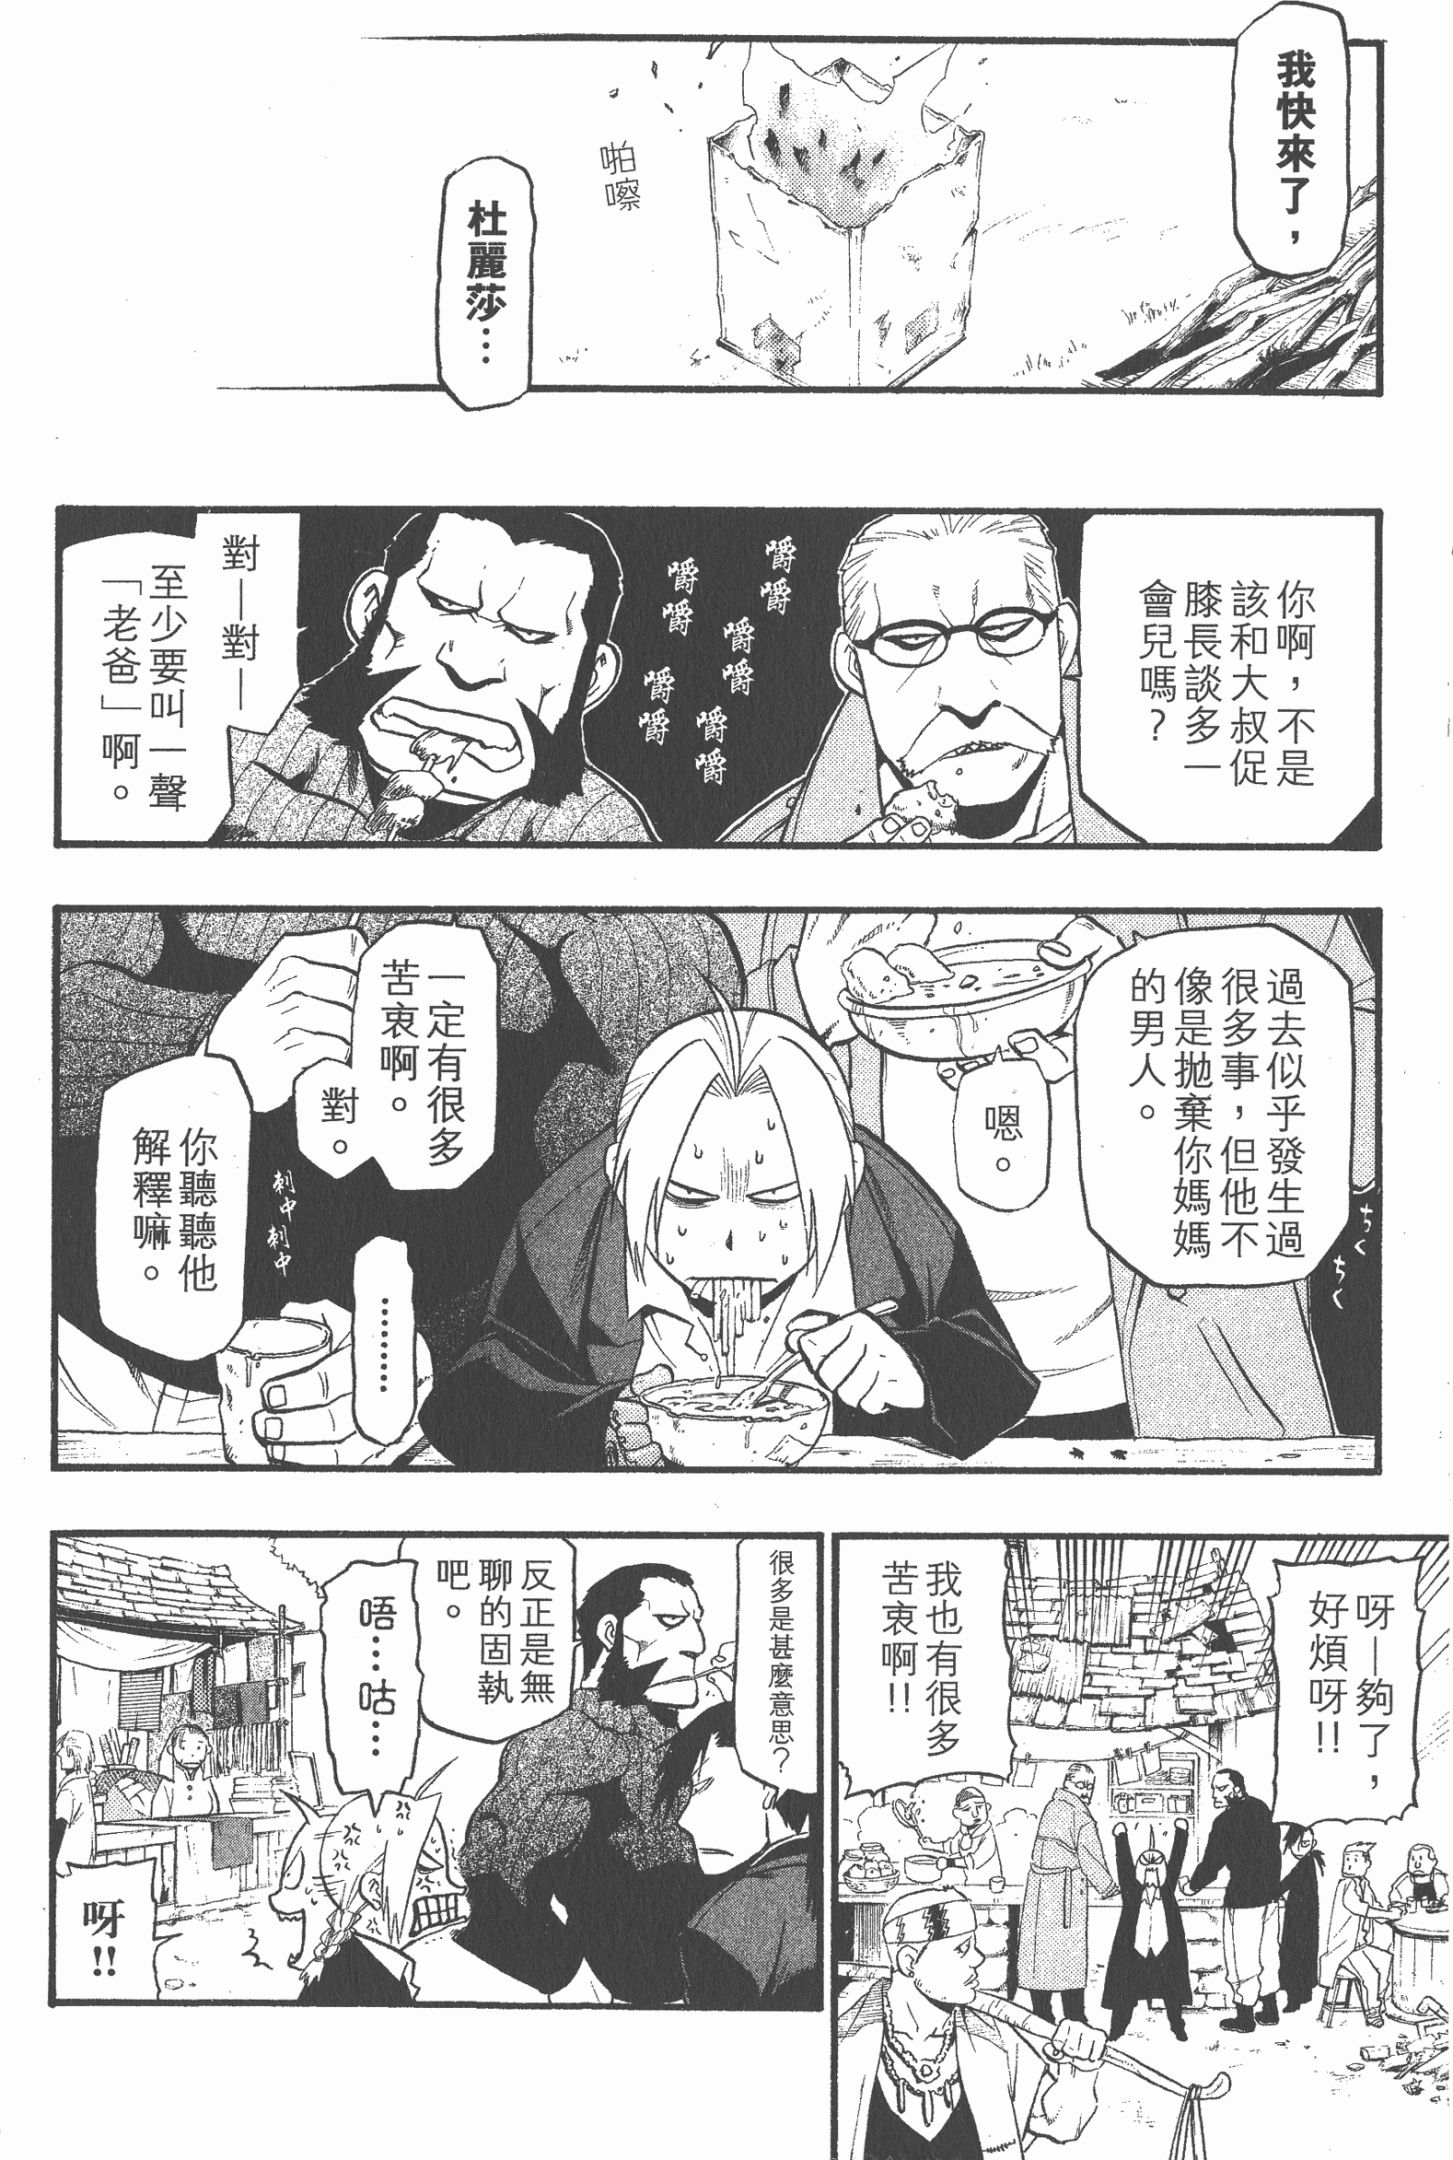 我快來了，
啪嚓
杜麗莎⋯
你啊，不是
該和大叔促
膝長談多一
會兒嗎？
嚼嚼
嚼嚼
嚼嚼
嚼嚼
嚼嚼
對—對—
至少要叫一聲
「老爸」啊。
過去似乎發生過
很多事，但他不
像是拋棄你媽媽
的男人。
ちく
ちく
嗯。
一定有很多
苦衷啊。
對。
刺中
刺中
你聽聽他
解釋嘛。
………
呀—夠了，
好煩呀!!
我也有很多
苦衷啊!!
很多是甚麼意思？
反正是無
聊的固執
吧。
唔⋯咕⋯
呀!!